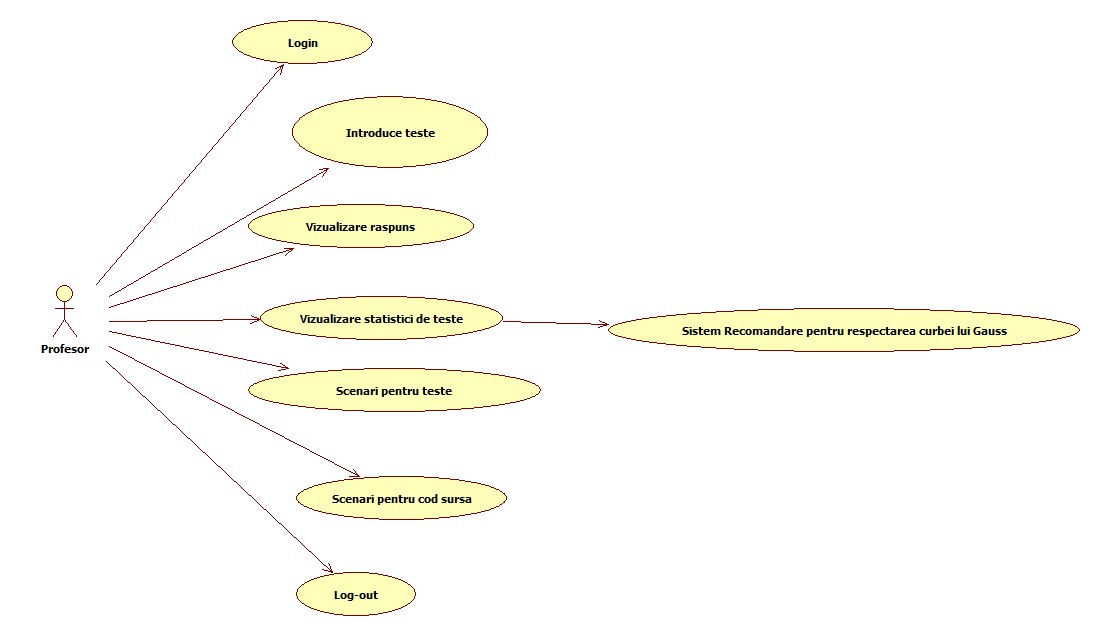 Login
Introduce teste
Vizualizare raspuns
Profesor
Vizualizare statistici de teste
Sistem Recomandare pentru respectarea curbei lui Gauss
Scenari pentru teste
Scenari pentru cod sursa
Log-out